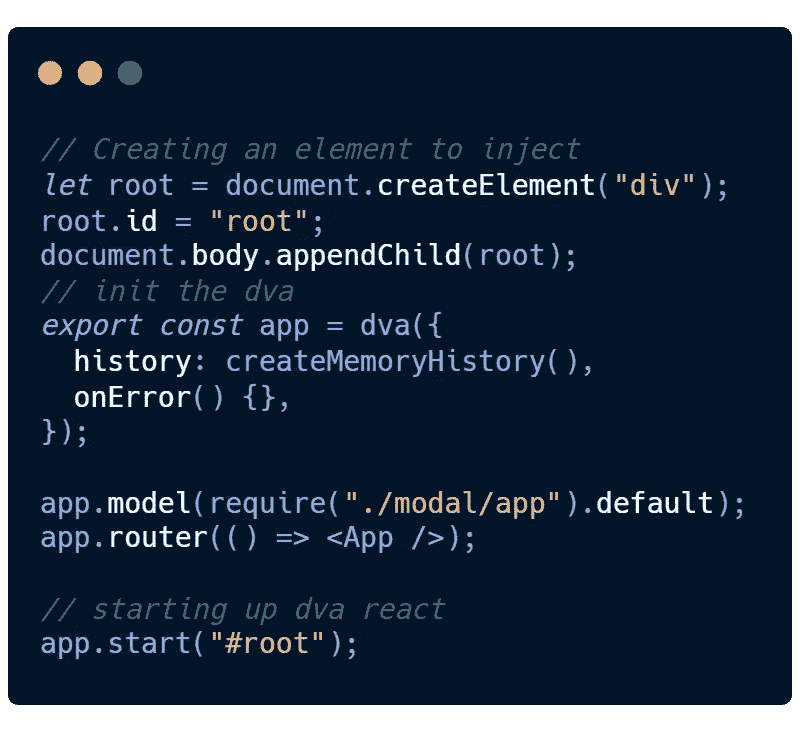 // Creating an element to inject
let root = document.createElement("div");
root.id = "root";
document.body.appendChild(root);
// init the dva
export const app = dva({
  history: createMemoryHistory(),
  onError() {},
});

app.model(require("./modal/app").default);
app.router(() => <App />);

// starting up dva react
app.start("#root");